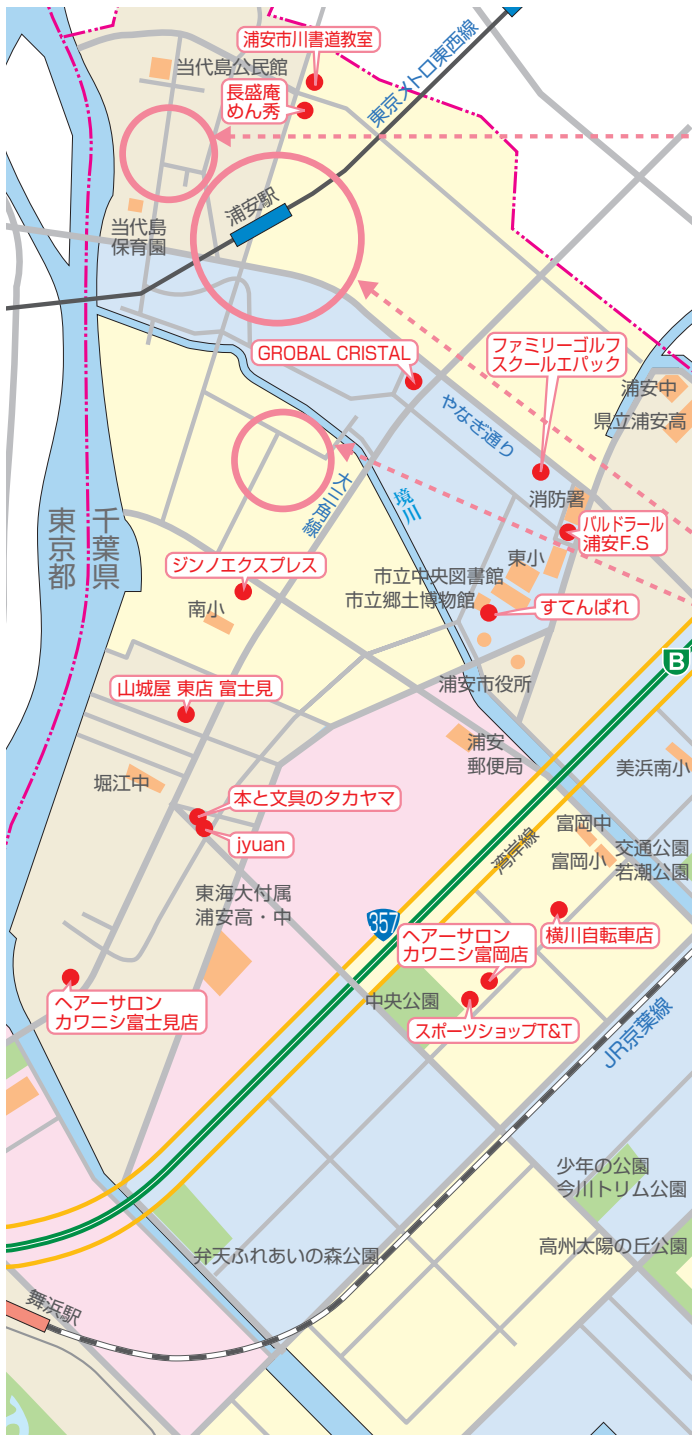 浦安市川書道教室
当代島公民館
長盛庵
めん秀
東京メトロ東西線
浦安駅
当代島
保育園
GROBAL CRISTAL
ファミリーゴルフ
スクールエパック
浦安中
県立浦安高
やなぎ通り
大三角線
境川
消防署
バルドラール
浦安F.S
東京都
千葉県
東小
市立中央図書館
市立郷土博物館
すてんぱれ
ジンノエクスプレス
南小
B
浦安市役所
山城屋 東店 富士見
浦安
郵便局
美浜南小
堀江中
本と文具のタカヤマ
jyuan
富岡中
富岡小
交通公園
若潮公園
湾岸線
東海大付属
浦安高・中
357
ヘアーサロン
カワニシ富岡店
横川自転車店
中央公園
スポーツショップT&T
ヘアーサロン
カワニシ富士見店
JR京葉線
少年の公園
今川トリム公園
高州太陽の丘公園
弁天ふれあいの森公園
舞浜駅